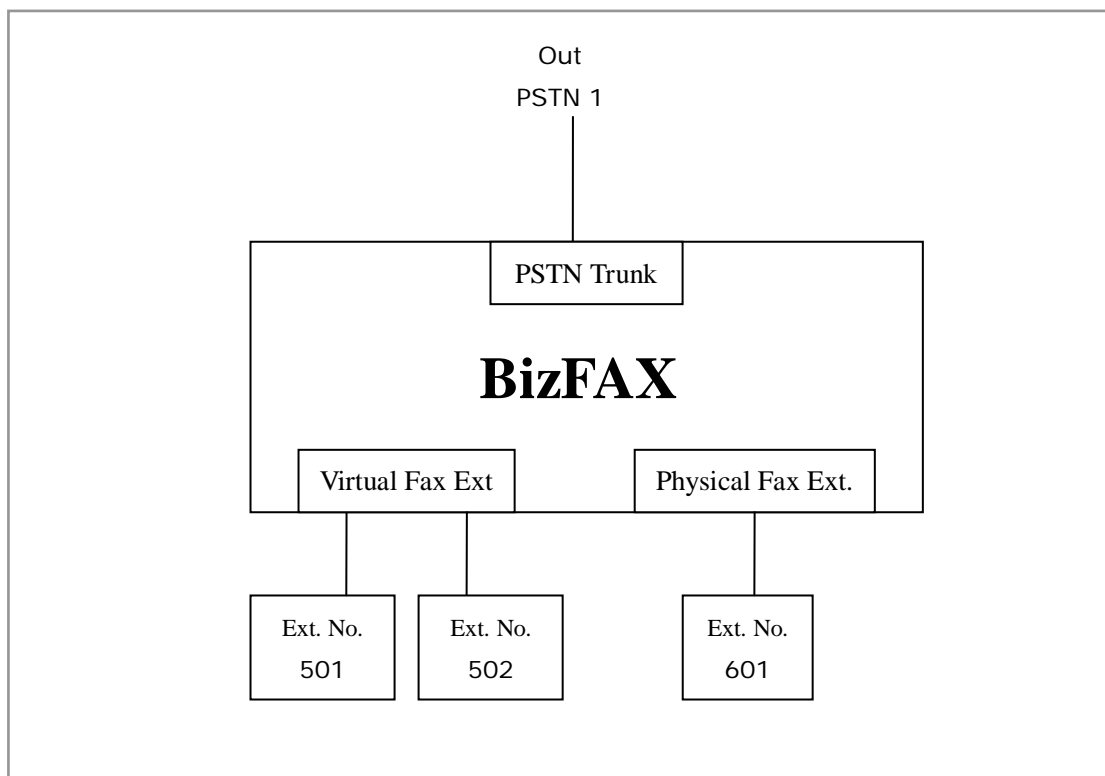 Out
PSTN 1
PSTN Trunk
BizFAX
Virtual Fax Ext
Physical Fax Ext.
Ext. No.
501
Ext. No.
502
Ext. No.
601